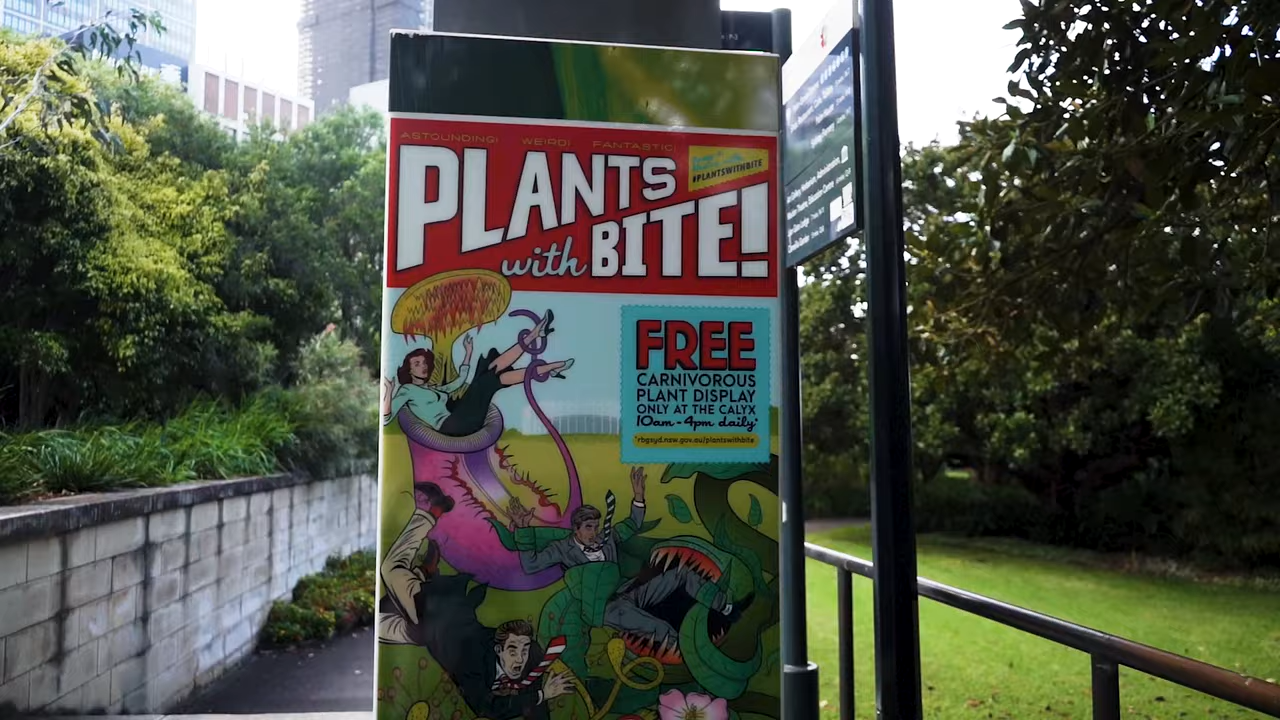 ASTOUNDING! WEIRD! FANTASTIC!
PLANTS
#PLANTSWITHBITE
with BITE!
FREE
CARNIVOROUS
PLANT DISPLAY
ONLY AT THE CALYX
10am - 4pm daily*
*rbgsyd.nsw.gov.au/plantswithbite